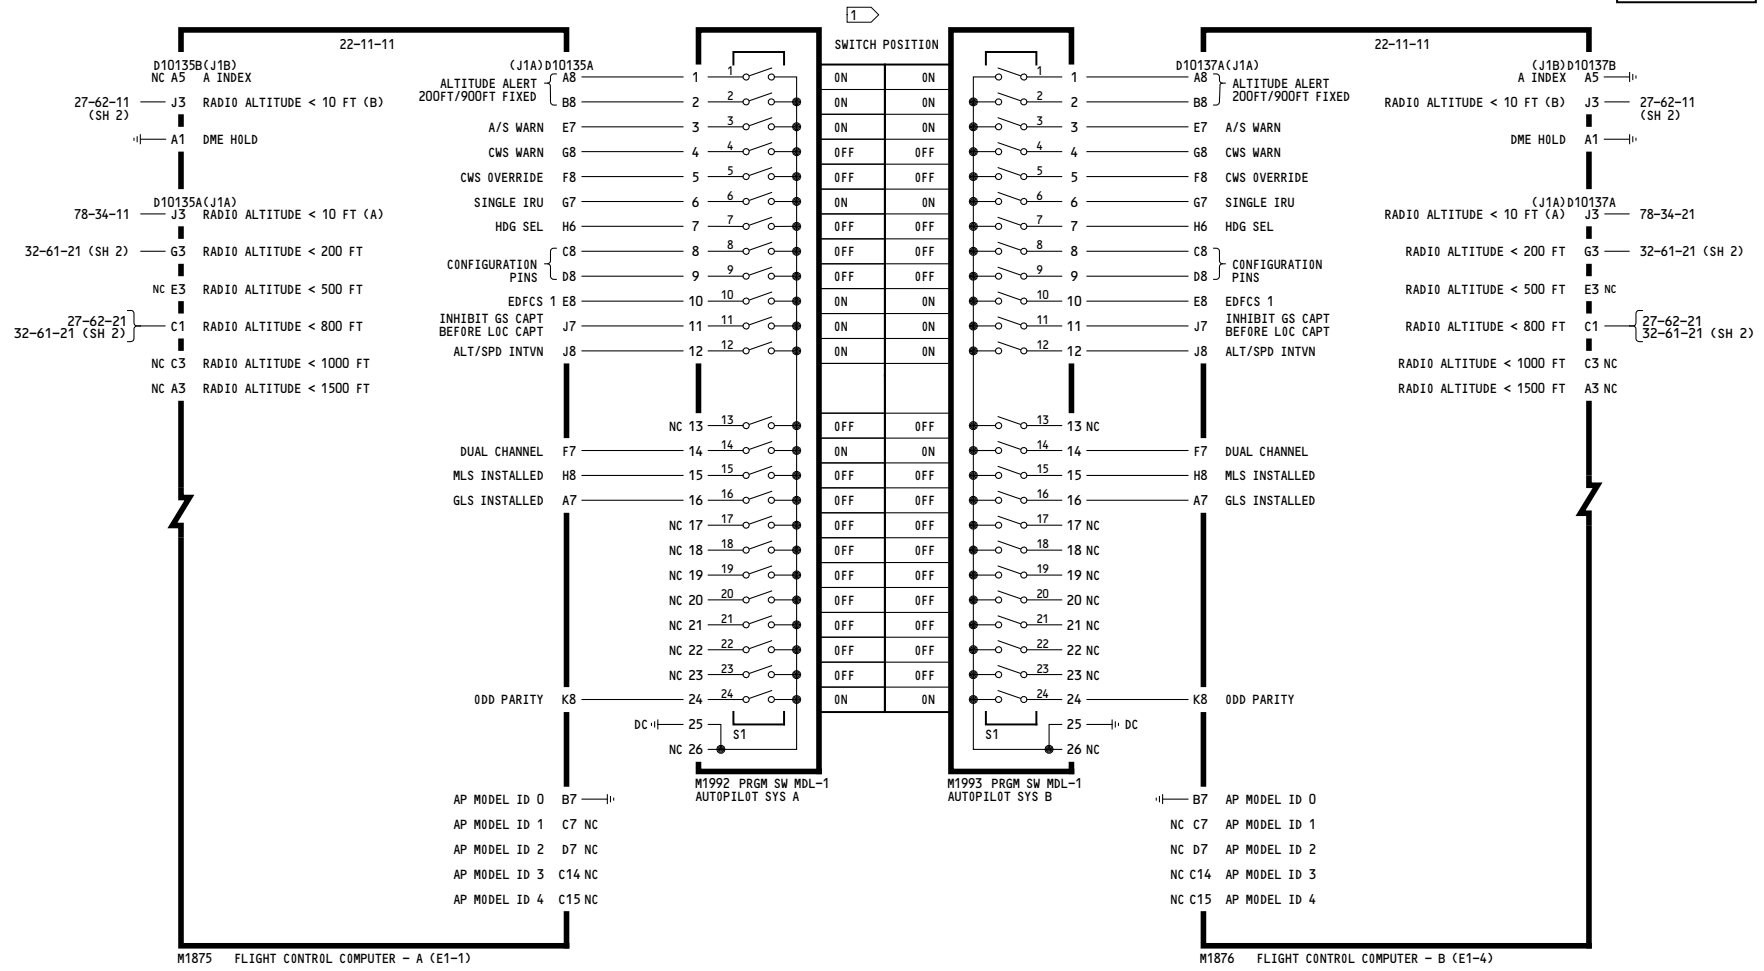 1
22-11-11
SWITCH POSITION
22-11-11
D10135B(J1B)
(J1A)D10135A
D10137A(J1A)
(J1B)D10137B
NC A5 A INDEX
ALTITUDE ALERT
200FT/900FT FIXED
A8 1 1 ON ON 1 1 A8
ALTITUDE ALERT
200FT/900FT FIXED
A INDEX A5
27-62-11
(SH 2)
J3 RADIO ALTITUDE < 10 FT (B)
B8 2 2 ON ON 2 2 B8
RADIO ALTITUDE < 10 FT (B) J3
27-62-11
(SH 2)
A/S WARN E7 3 3 ON ON 3 3 E7 A/S WARN
A1 DME HOLD
DME HOLD A1
CWS WARN G8 4 4 OFF OFF 4 4 G8 CWS WARN
CWS OVERRIDE F8 5 5 OFF OFF 5 5 F8 CWS OVERRIDE
D10135A(J1A)
SINGLE IRU G7 6 6 ON ON 6 6 G7 SINGLE IRU
(J1A)D10137A
78-34-11 J3 RADIO ALTITUDE < 10 FT (A)
RADIO ALTITUDE < 10 FT (A) J3 78-34-21
HDG SEL H6 7 7 OFF OFF 7 7 H6 HDG SEL
32-61-21 (SH 2) G3 RADIO ALTITUDE < 200 FT
C8 8 8 OFF OFF 8 8 C8
RADIO ALTITUDE < 200 FT G3 32-61-21 (SH 2)
CONFIGURATION
PINS
CONFIGURATION
PINS
D8 9 9 OFF OFF 9 9 D8
NC E3 RADIO ALTITUDE < 500 FT
RADIO ALTITUDE < 500 FT E3 NC
EDFCS 1 E8 10 10 ON ON 10 10 E8 EDFCS 1
27-62-21
32-61-21 (SH 2)
C1 RADIO ALTITUDE < 800 FT
INHIBIT GS CAPT
BEFORE LOC CAPT
J7 11 11 ON ON 11 11 J7
INHIBIT GS CAPT
BEFORE LOC CAPT
RADIO ALTITUDE < 800 FT C1
27-62-21
32-61-21 (SH 2)
ALT/SPD INTVN J8 12 12 ON ON 12 12 J8 ALT/SPD INTVN
NC C3 RADIO ALTITUDE < 1000 FT
RADIO ALTITUDE < 1000 FT C3 NC
NC A3 RADIO ALTITUDE < 1500 FT
RADIO ALTITUDE < 1500 FT A3 NC
NC 13 13 OFF OFF 13 13 NC
DUAL CHANNEL F7 14 14 ON ON 14 14 F7 DUAL CHANNEL
MLS INSTALLED H8 15 15 OFF OFF 15 15 H8 MLS INSTALLED
GLS INSTALLED A7 16 16 OFF OFF 16 16 A7 GLS INSTALLED
NC 17 17 OFF OFF 17 17 NC
NC 18 18 OFF OFF 18 18 NC
NC 19 19 OFF OFF 19 19 NC
NC 20 20 OFF OFF 20 20 NC
NC 21 21 OFF OFF 21 21 NC
NC 22 22 OFF OFF 22 22 NC
NC 23 23 OFF OFF 23 23 NC
ODD PARITY K8 24 24 ON ON 24 24 K8 ODD PARITY
DC 25 S1 S1 25 DC
NC 26 26 NC
M1992 PRGM SW MDL-1
AUTOPILOT SYS A
M1993 PRGM SW MDL-1
AUTOPILOT SYS B
AP MODEL ID 0 B7
B7 AP MODEL ID 0
AP MODEL ID 1 C7 NC
NC C7 AP MODEL ID 1
AP MODEL ID 2 D7 NC
NC D7 AP MODEL ID 2
AP MODEL ID 3 C14 NC
NC C14 AP MODEL ID 3
AP MODEL ID 4 C15 NC
NC C15 AP MODEL ID 4
M1875 FLIGHT CONTROL COMPUTER - A (E1-1)
M1876 FLIGHT CONTROL COMPUTER - B (E1-4)